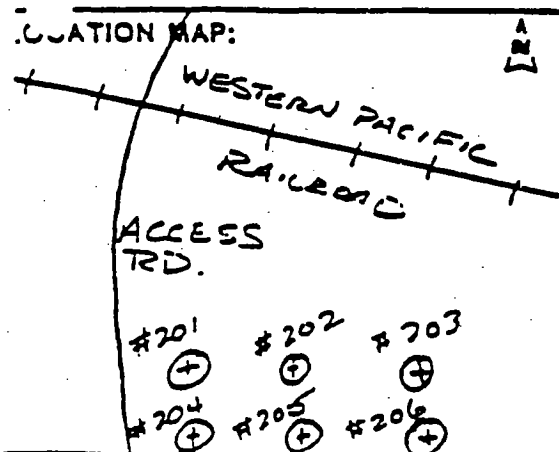 LOCATION MAP:
N
WESTERN PACIFIC
RAILROAD
ACCESS
RD.
#201 #202 #203
#204 #205 #206